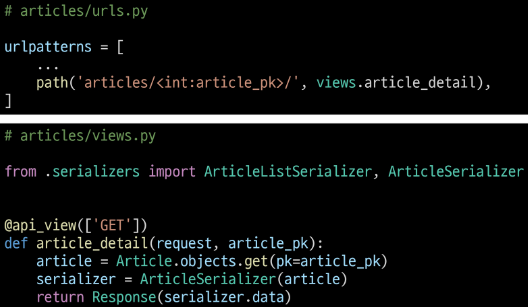 # articles/urls.py
urlpatterns = [
    ...
    path('articles/<int:article_pk>/', views.article_detail),
]
# articles/views.py
from .serializers import ArticleListSerializer, ArticleSerializer
@api_view(['GET'])
def article_detail(request, article_pk):
    article = Article.objects.get(pk=article_pk)
    serializer = ArticleSerializer(article)
    return Response(serializer.data)